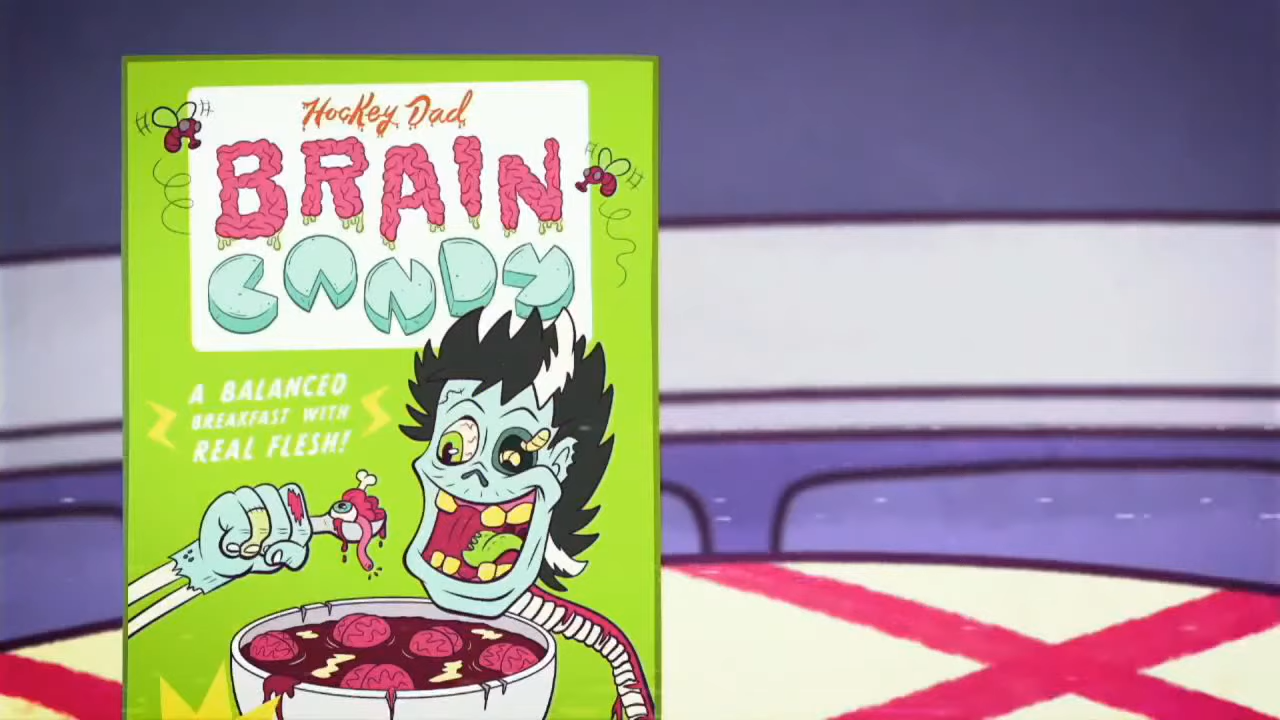 Hockey Dad
BRAIN
CANDY
A BALANCED
BREAKFAST WITH
REAL FLESH!